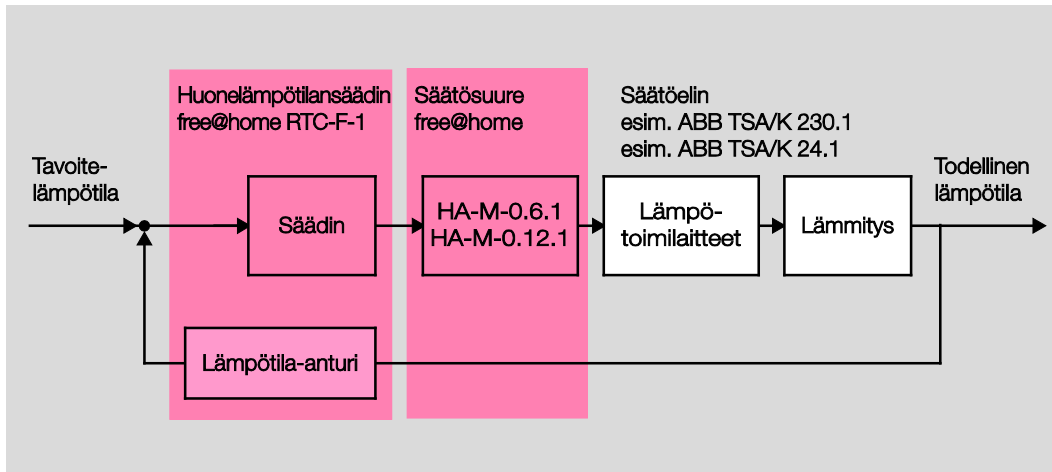 Huonelämpötilansäädin
free@home RTC-F-1
Säätösuure
free@home
Säätöelin
esim. ABB TSA/K 230.1
esim. ABB TSA/K 24.1
Tavoite-
lämpötila
Todellinen
lämpötila
Säädin
HA-M-0.6.1
HA-M-0.12.1
Lämpö-
toimilaitteet
Lämmitys
Lämpötila-anturi